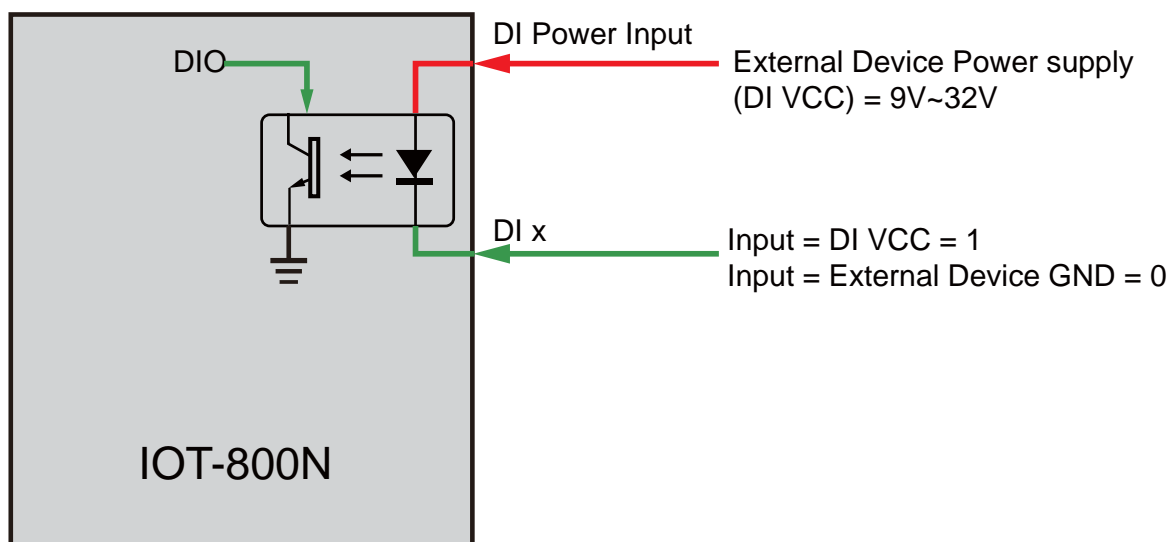 DI Power Input
DIO
External Device Power supply
(DI VCC) = 9V~32V
DI x
Input = DI VCC = 1
Input = External Device GND = 0
IOT-800N